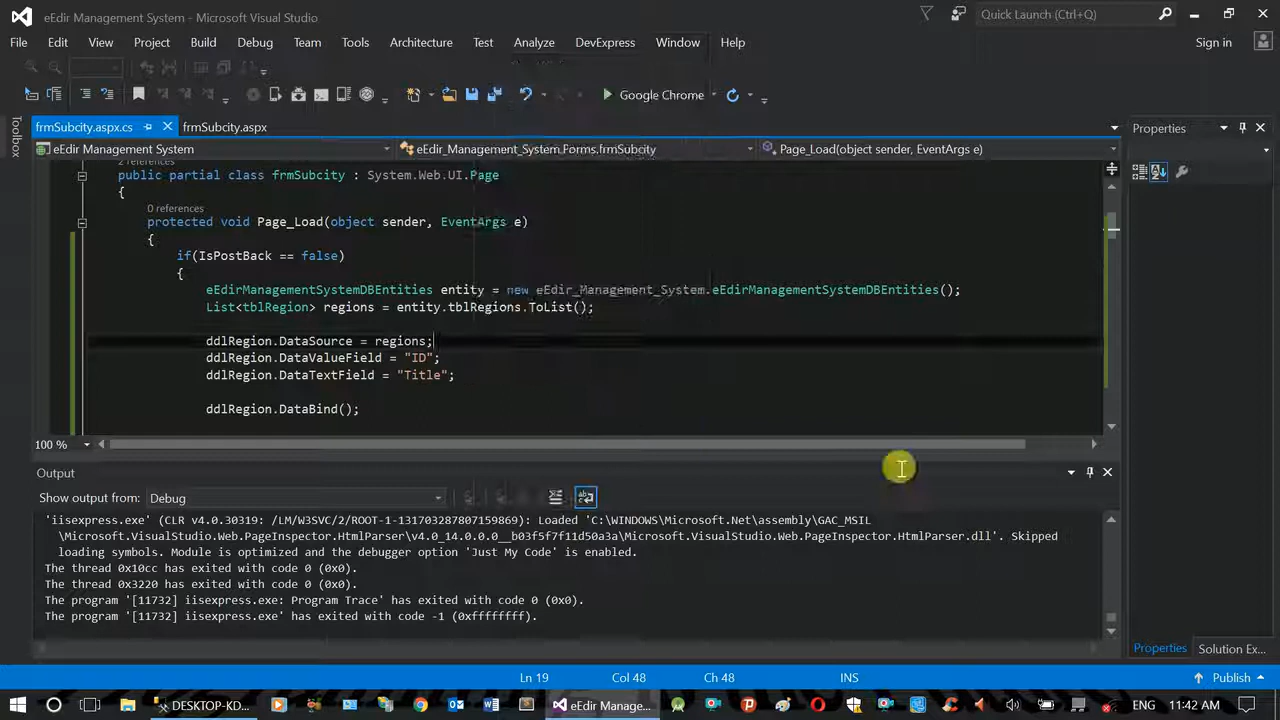 eEdir Management System - Microsoft Visual Studio
Quick Launch (Ctrl+Q)
File Edit View Project Build Debug Team Tools Architecture Test Analyze DevExpress Window Help
Sign in
Google Chrome
frmSubcity.aspx.cs frmSubcity.aspx
Properties
Toolbox
eEdir Management System eEdir_Management_System.Forms.frmSubcity Page_Load(object sender, EventArgs e)
2 references
public partial class frmSubcity : System.Web.UI.Page
{
0 references
protected void Page_Load(object sender, EventArgs e)
{
if(IsPostBack == false)
{
eEdirManagementSystemDBEntities entity = new eEdir_Management_System.eEdirManagementSystemDBEntities();
List<tblRegion> regions = entity.tblRegions.ToList();
ddlRegion.DataSource = regions;
ddlRegion.DataValueField = "ID";
ddlRegion.DataTextField = "Title";
ddlRegion.DataBind();
100 %
Output
Show output from: Debug
'iisexpress.exe' (CLR v4.0.30319: /LM/W3SVC/2/ROOT-1-131703287807159869): Loaded 'C:\WINDOWS\Microsoft.Net\assembly\GAC_MSIL
\Microsoft.VisualStudio.Web.PageInspector.HtmlParser\v4.0_14.0.0.0__b03f5f7f11d50a3a\Microsoft.VisualStudio.Web.PageInspector.HtmlParser.dll'. Skipped
loading symbols. Module is optimized and the debugger option 'Just My Code' is enabled.
The thread 0x10cc has exited with code 0 (0x0).
The thread 0x3220 has exited with code 0 (0x0).
The program '[11732] iisexpress.exe: Program Trace' has exited with code 0 (0x0).
The program '[11732] iisexpress.exe' has exited with code -1 (0xffffffff).
Properties Solution Ex...
Ln 19 Col 48 Ch 48 INS Publish
DESKTOP-KD... eEdir Manage... 11:42 AM